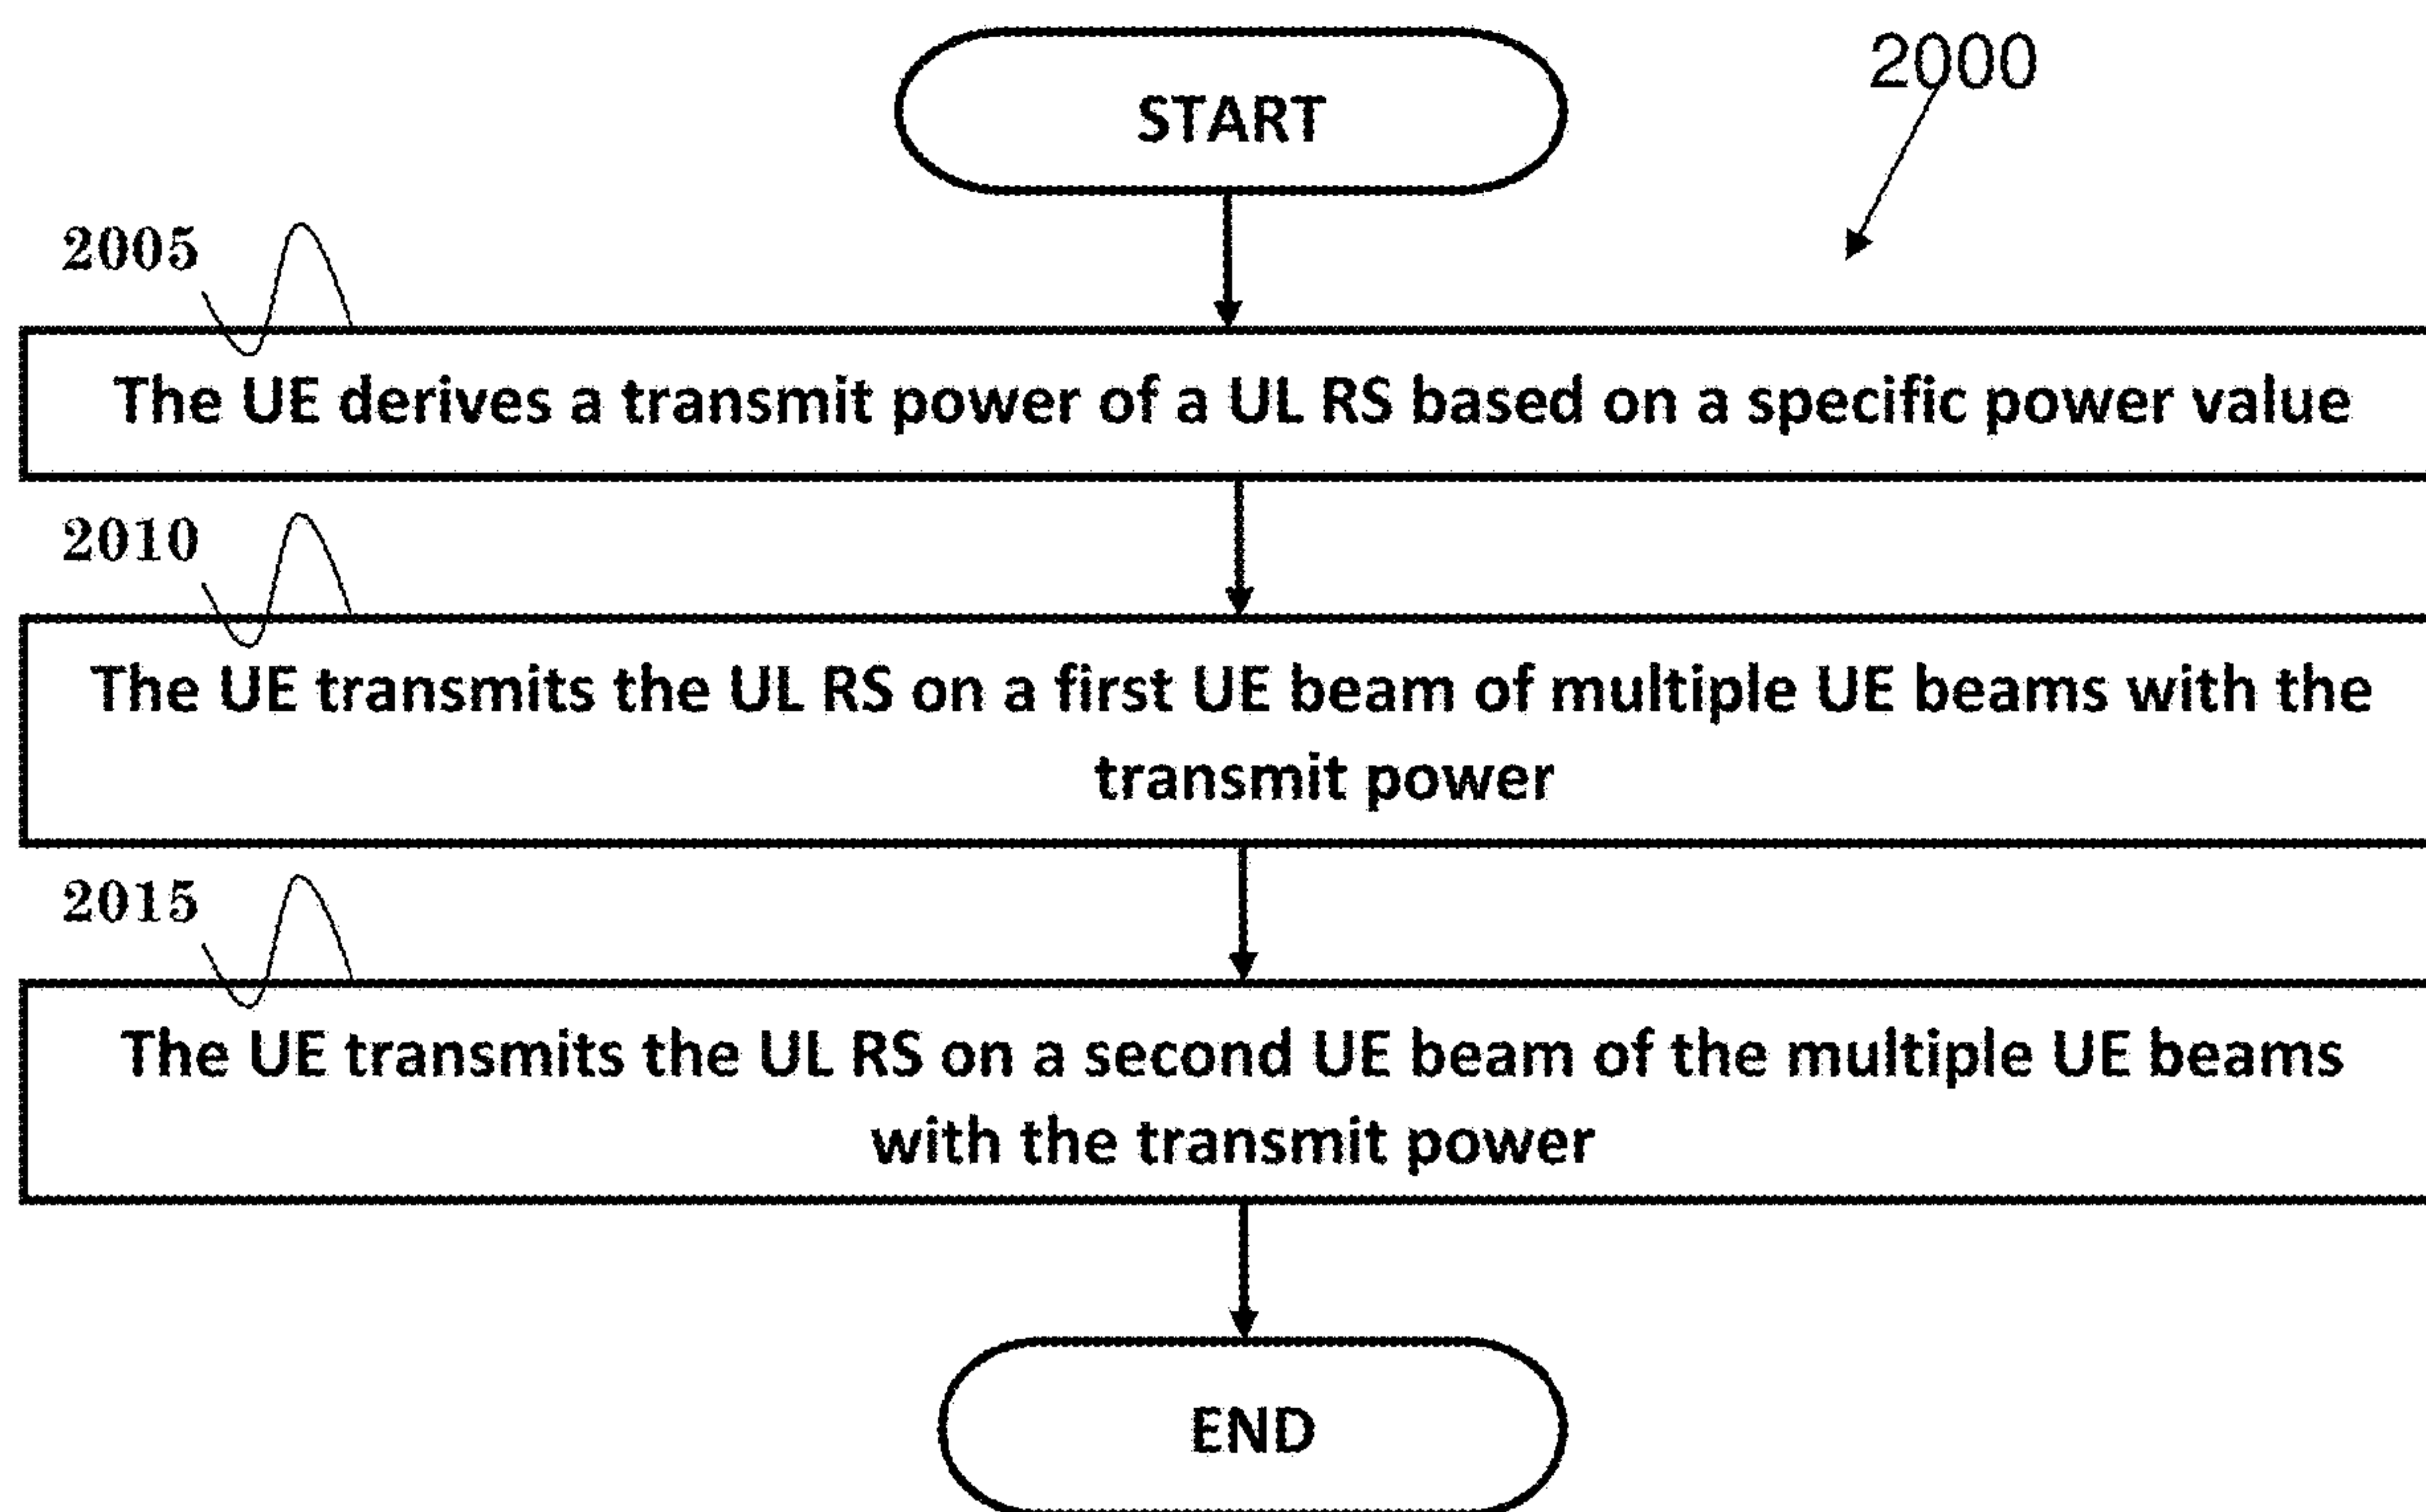 START
2000
2005
The UE derives a transmit power of a UL RS based on a specific power value
2010
The UE transmits the UL RS on a first UE beam of multiple UE beams with the
transmit power
2015
The UE transmits the UL RS on a second UE beam of the multiple UE beams
with the transmit power
END